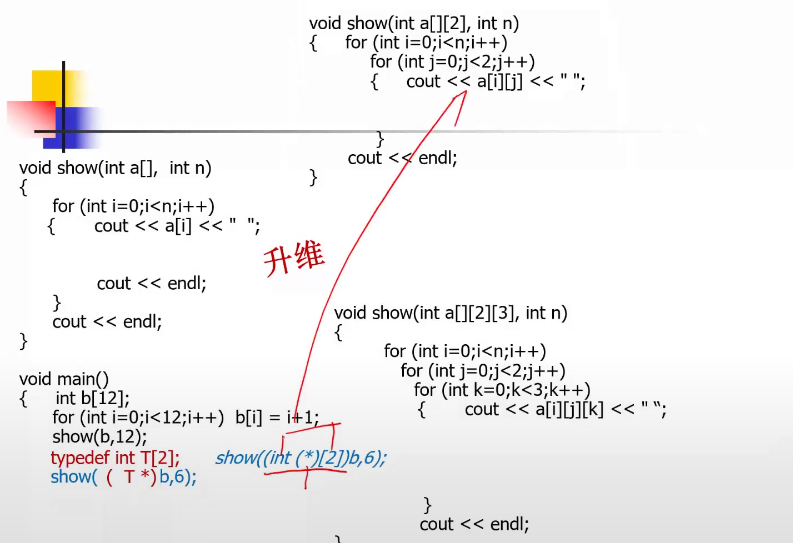 void show(int a[][2], int n)
{ for (int i=0;i<n;i++)
for (int j=0;j<2;j++)
{ cout << a[i][j] << " ";
}
cout << endl;
}
void show(int a[], int n)
{
for (int i=0;i<n;i++)
{ cout << a[i] << " ";
cout << endl;
}
cout << endl;
}
升维
void show(int a[][2][3], int n)
{
for (int i=0;i<n;i++)
for (int j=0;j<2;j++)
for (int k=0;k<3;k++)
{ cout << a[i][j][k] << " “;
}
cout << endl;
}
void main()
{ int b[12];
for (int i=0;i<12;i++) b[i] = i+1;
show(b,12);
typedef int T[2]; show((int (*)[2])b,6);
show( ( T *)b,6);